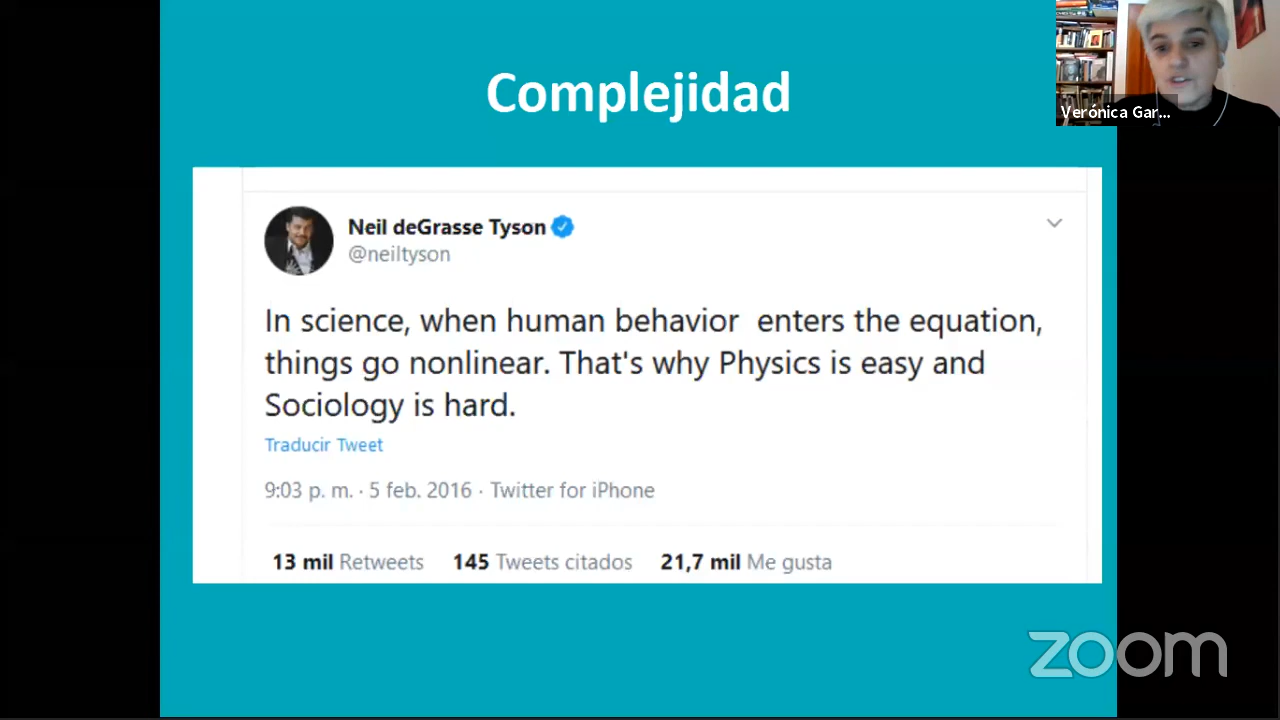 Complejidad
Verónica Gar...
Neil deGrasse Tyson
@neiltyson
In science, when human behavior  enters the equation,
things go nonlinear. That's why Physics is easy and
Sociology is hard.
Traducir Tweet
9:03 p. m. · 5 feb. 2016 · Twitter for iPhone
13 mil Retweets 145 Tweets citados 21,7 mil Me gusta
zoom